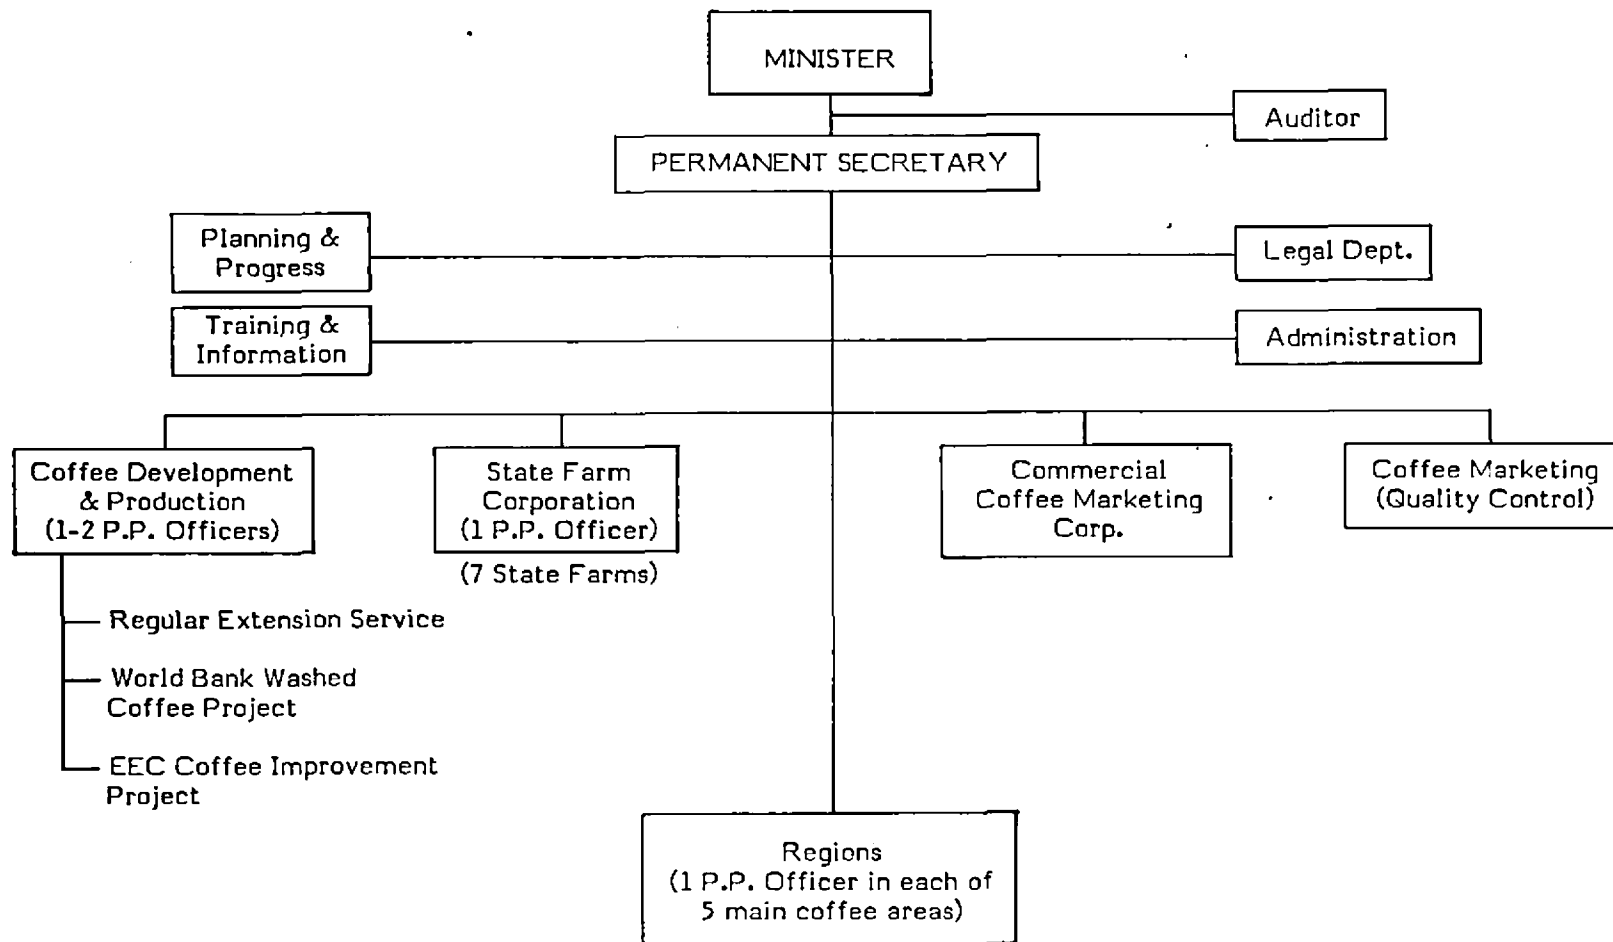 MINISTER
Auditor
PERMANENT SECRETARY
Planning &
Progress
Legal Dept.
Training &
Information
Administration
Coffee Development
& Production
(1-2 P.P. Officers)
State Farm
Corporation
(1 P.P. Officer)
(7 State Farms)
Commercial
Coffee Marketing
Corp.
Coffee Marketing
(Quality Control)
Regular Extension Service
World Bank Washed
Coffee Project
EEC Coffee Improvement
Project
Regions
(1 P.P. Officer in each of
5 main coffee areas)